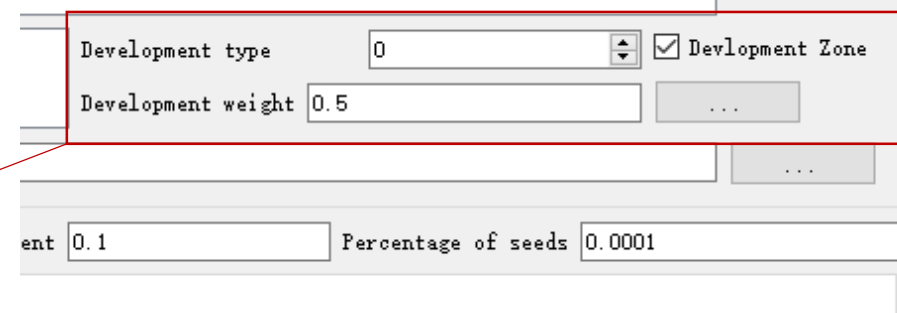 Development type 0 Devlopment Zone
Development weight 0.5 ...
...
ent 0.1 Percentage of seeds 0.0001